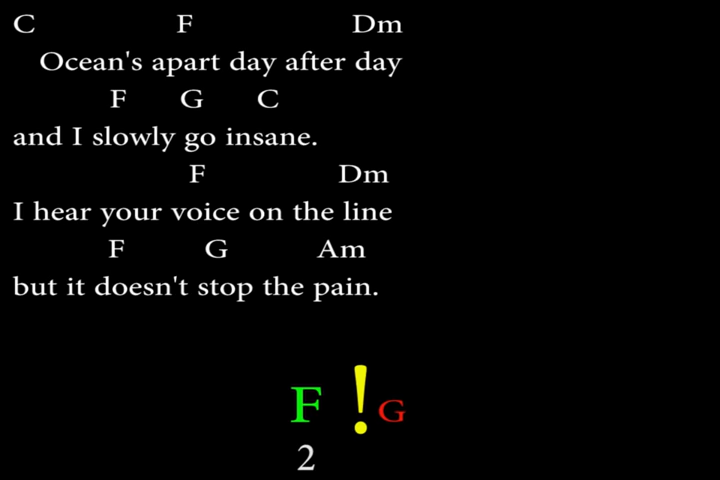 C F Dm
Ocean's apart day after day
F G C
and I slowly go insane.
F Dm
I hear your voice on the line
F G Am
but it doesn't stop the pain.
F ! G
2